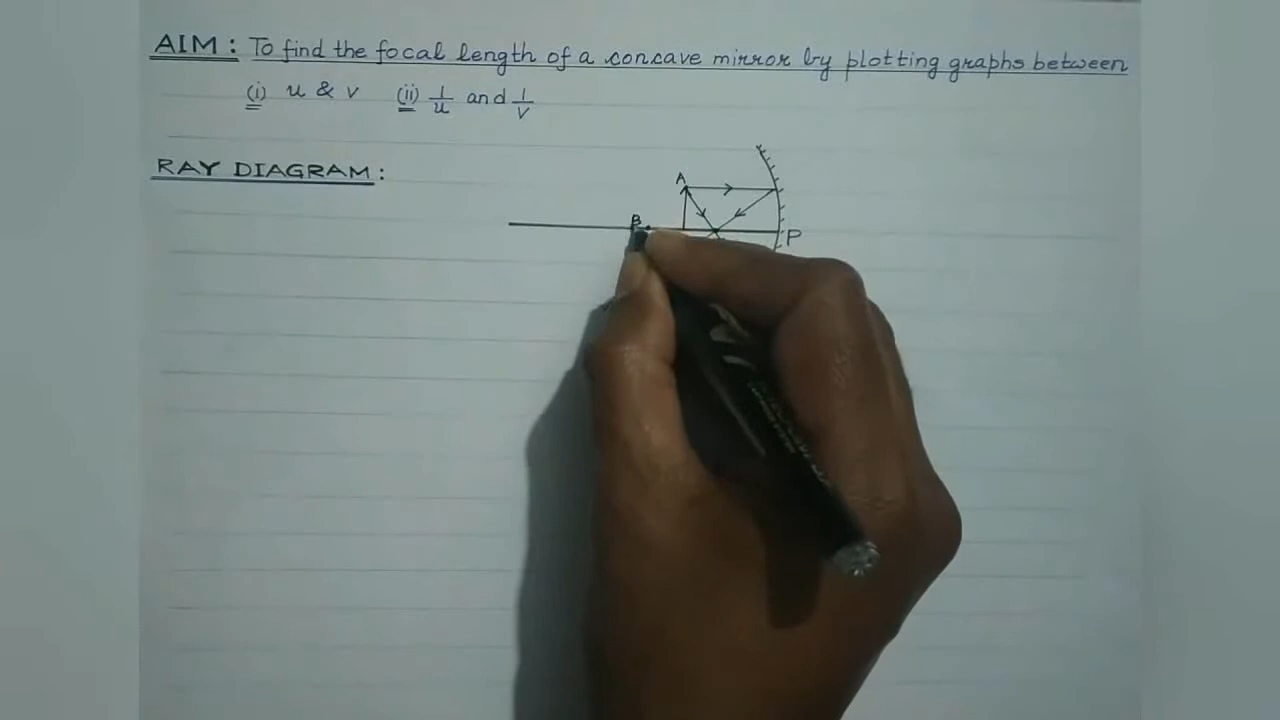 AIM: To find the focal length of a concave mirror by plotting graphs between
(i) u & v (ii) 1/u and 1/v
RAY DIAGRAM:
A
B
P